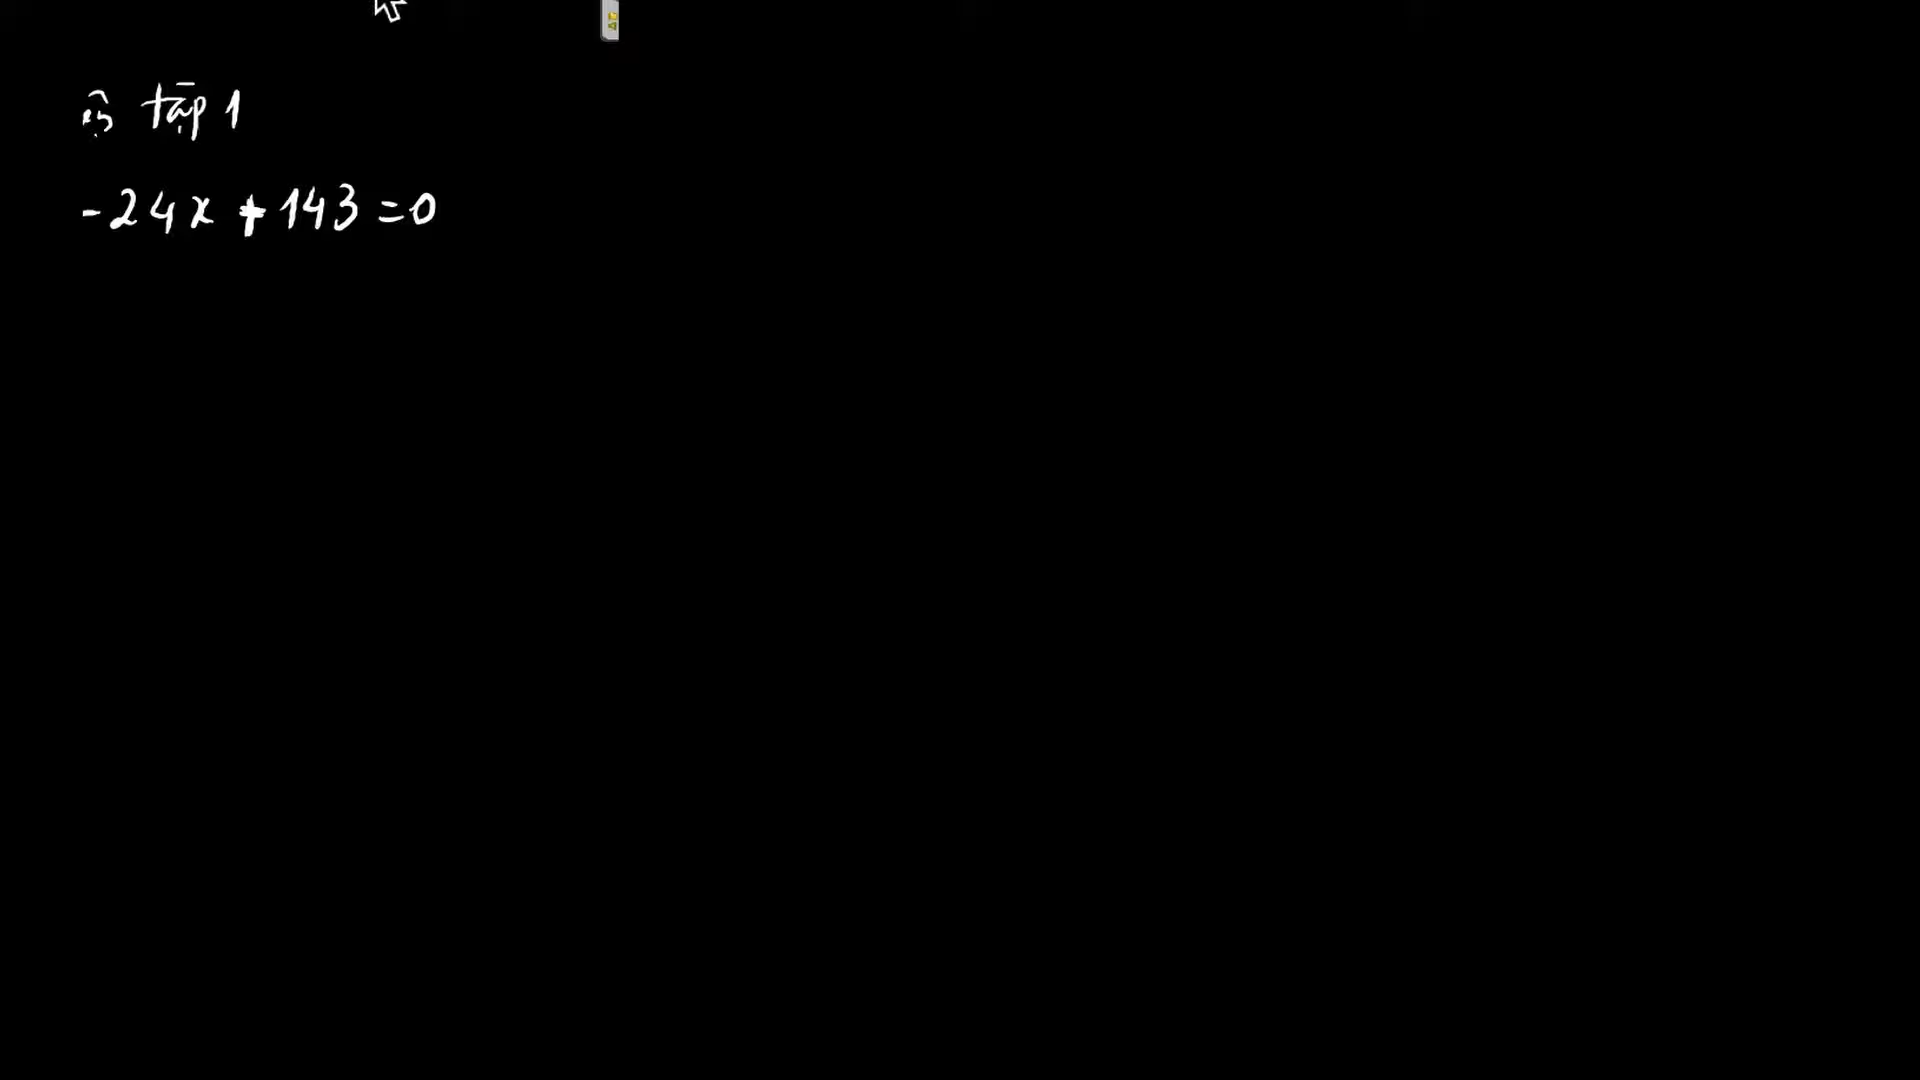 tập 1
-24x + 143 = 0